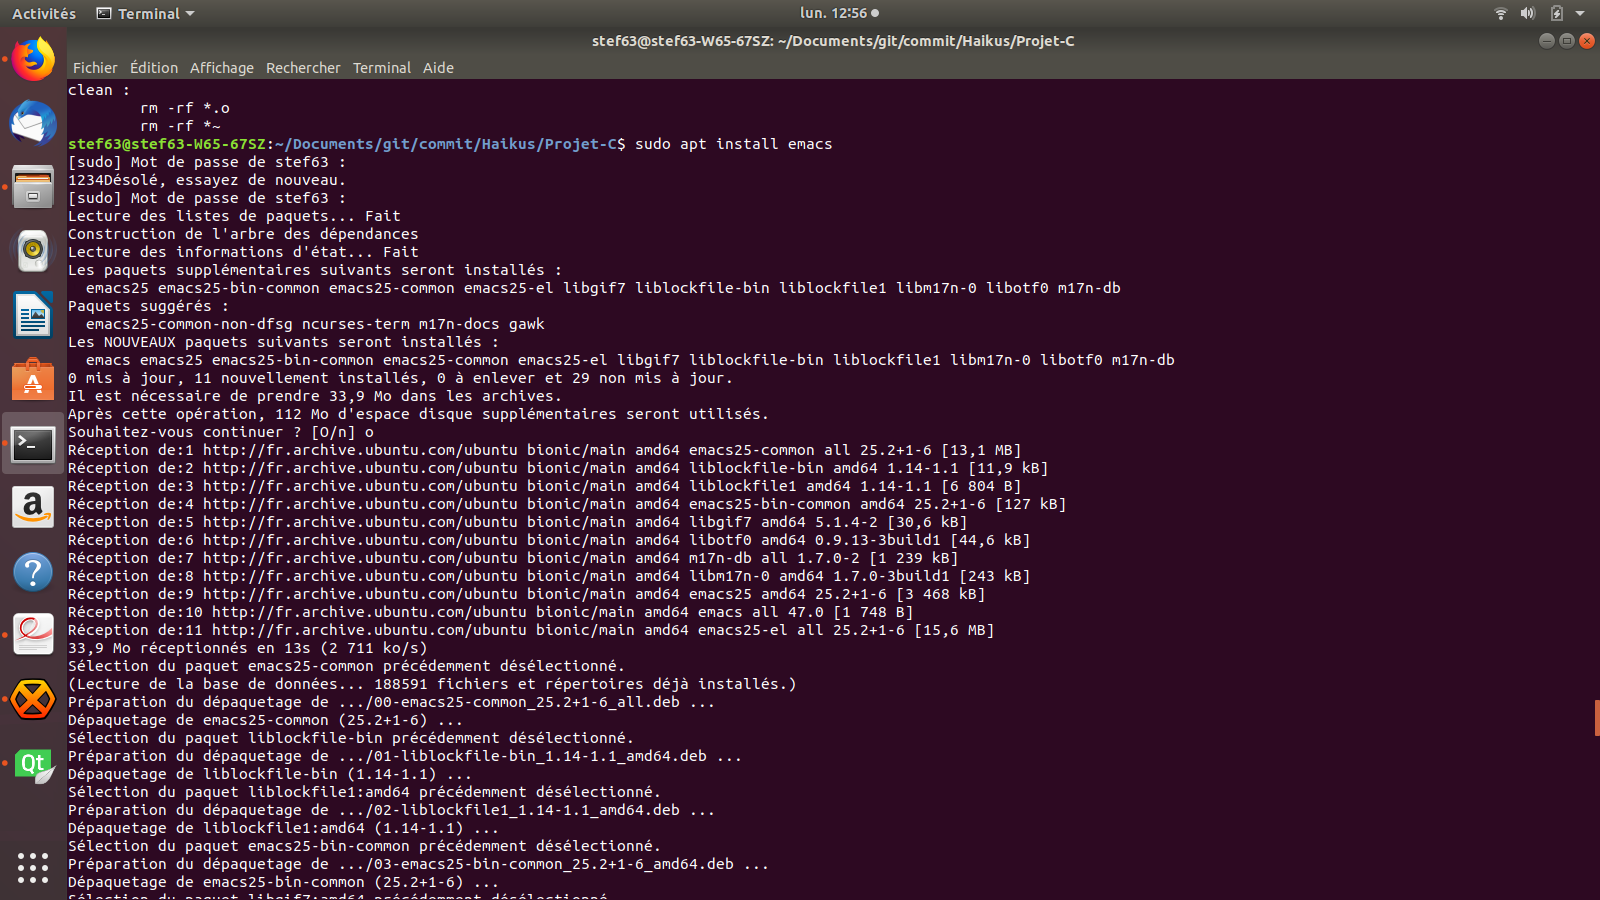 Activités Terminal lun. 12:56
stef63@stef63-W65-67SZ: ~/Documents/git/commit/Haikus/Projet-C
Fichier Édition Affichage Rechercher Terminal Aide
clean :
rm -rf *.o
rm -rf *~
stef63@stef63-W65-67SZ:~/Documents/git/commit/Haikus/Projet-C$ sudo apt install emacs
[sudo] Mot de passe de stef63 :
1234Désolé, essayez de nouveau.
[sudo] Mot de passe de stef63 :
Lecture des listes de paquets... Fait
Construction de l'arbre des dépendances
Lecture des informations d'état... Fait
Les paquets supplémentaires suivants seront installés :
emacs25 emacs25-bin-common emacs25-common emacs25-el libgif7 liblockfile-bin liblockfile1 libm17n-0 libotf0 m17n-db
Paquets suggérés :
emacs25-common-non-dfsg ncurses-term m17n-docs gawk
Les NOUVEAUX paquets suivants seront installés :
emacs emacs25 emacs25-bin-common emacs25-common emacs25-el libgif7 liblockfile-bin liblockfile1 libm17n-0 libotf0 m17n-db
0 mis à jour, 11 nouvellement installés, 0 à enlever et 29 non mis à jour.
Il est nécessaire de prendre 33,9 Mo dans les archives.
Après cette opération, 112 Mo d'espace disque supplémentaires seront utilisés.
Souhaitez-vous continuer ? [O/n] o
Réception de:1 http://fr.archive.ubuntu.com/ubuntu bionic/main amd64 emacs25-common all 25.2+1-6 [13,1 MB]
Réception de:2 http://fr.archive.ubuntu.com/ubuntu bionic/main amd64 liblockfile-bin amd64 1.14-1.1 [11,9 kB]
Réception de:3 http://fr.archive.ubuntu.com/ubuntu bionic/main amd64 liblockfile1 amd64 1.14-1.1 [6 804 B]
Réception de:4 http://fr.archive.ubuntu.com/ubuntu bionic/main amd64 emacs25-bin-common amd64 25.2+1-6 [127 kB]
Réception de:5 http://fr.archive.ubuntu.com/ubuntu bionic/main amd64 libgif7 amd64 5.1.4-2 [30,6 kB]
Réception de:6 http://fr.archive.ubuntu.com/ubuntu bionic/main amd64 libotf0 amd64 0.9.13-3build1 [44,6 kB]
Réception de:7 http://fr.archive.ubuntu.com/ubuntu bionic/main amd64 m17n-db all 1.7.0-2 [1 239 kB]
Réception de:8 http://fr.archive.ubuntu.com/ubuntu bionic/main amd64 libm17n-0 amd64 1.7.0-3build1 [243 kB]
Réception de:9 http://fr.archive.ubuntu.com/ubuntu bionic/main amd64 emacs25 amd64 25.2+1-6 [3 468 kB]
Réception de:10 http://fr.archive.ubuntu.com/ubuntu bionic/main amd64 emacs all 47.0 [1 748 B]
Réception de:11 http://fr.archive.ubuntu.com/ubuntu bionic/main amd64 emacs25-el all 25.2+1-6 [15,6 MB]
33,9 Mo réceptionnés en 13s (2 711 ko/s)
Sélection du paquet emacs25-common précédemment désélectionné.
(Lecture de la base de données... 188591 fichiers et répertoires déjà installés.)
Préparation du dépaquetage de .../00-emacs25-common_25.2+1-6_all.deb ...
Dépaquetage de emacs25-common (25.2+1-6) ...
Sélection du paquet liblockfile-bin précédemment désélectionné.
Préparation du dépaquetage de .../01-liblockfile-bin_1.14-1.1_amd64.deb ...
Dépaquetage de liblockfile-bin (1.14-1.1) ...
Sélection du paquet liblockfile1:amd64 précédemment désélectionné.
Préparation du dépaquetage de .../02-liblockfile1_1.14-1.1_amd64.deb ...
Dépaquetage de liblockfile1:amd64 (1.14-1.1) ...
Sélection du paquet emacs25-bin-common précédemment désélectionné.
Préparation du dépaquetage de .../03-emacs25-bin-common_25.2+1-6_amd64.deb ...
Dépaquetage de emacs25-bin-common (25.2+1-6) ...
Sélection du paquet libgif7:amd64 précédemment désélectionné.